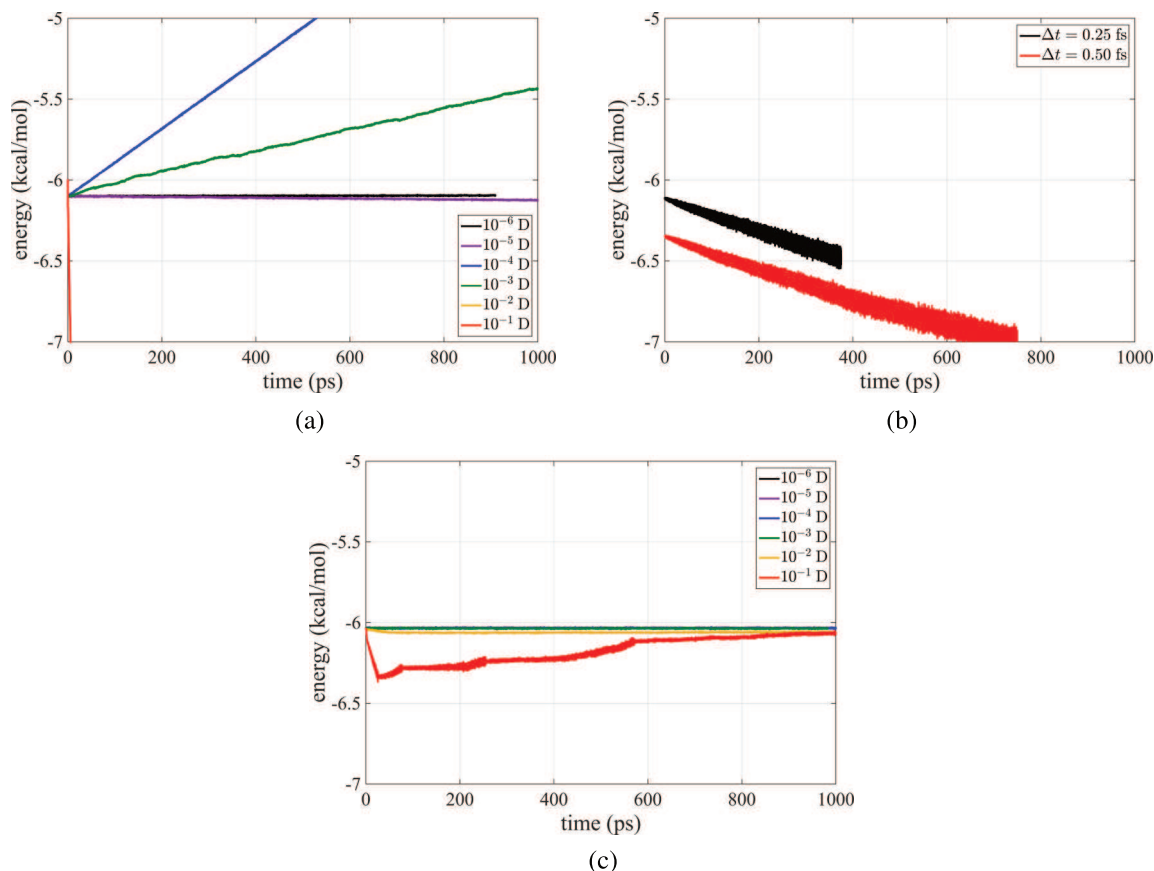 -5
-5.5
-6
-6.5
-7
energy (kcal/mol)
0 200 400 600 800 1000
time (ps)
10⁻⁶ D
10⁻⁵ D
10⁻⁴ D
10⁻³ D
10⁻² D
10⁻¹ D
(a)
-5
-5.5
-6
-6.5
-7
energy (kcal/mol)
0 200 400 600 800 1000
time (ps)
Δt = 0.25 fs
Δt = 0.50 fs
(b)
-5
-5.5
-6
-6.5
-7
energy (kcal/mol)
0 200 400 600 800 1000
time (ps)
10⁻⁶ D
10⁻⁵ D
10⁻⁴ D
10⁻³ D
10⁻² D
10⁻¹ D
(c)